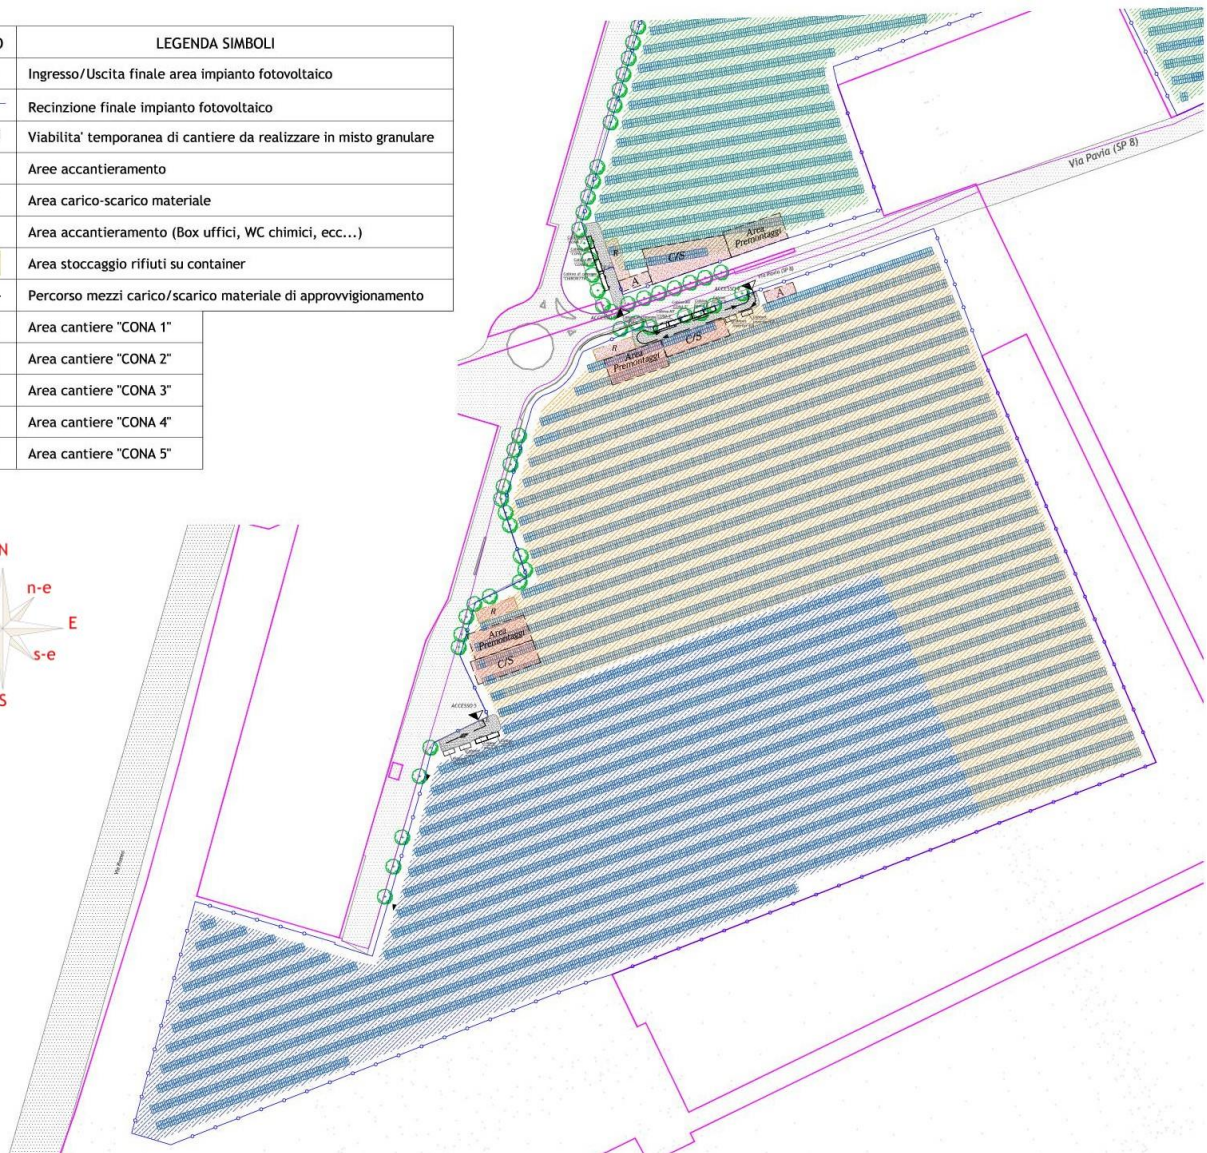 O
LEGENDA SIMBOLI
Ingresso/Uscita finale area impianto fotovoltaico
Recinzione finale impianto fotovoltaico
Viabilita' temporanea di cantiere da realizzare in misto granulare
Aree accantieramento
Area carico-scarico materiale
Area accantieramento (Box uffici, WC chimici, ecc...)
Area stoccaggio rifiuti su container
Percorso mezzi carico/scarico materiale di approvvigionamento
Area cantiere "CONA 1"
Area cantiere "CONA 2"
Area cantiere "CONA 3"
Area cantiere "CONA 4"
Area cantiere "CONA 5"
N
n-e
E
s-e
S
Via Pavia (SP 8)
Area
Premontaggi
C/S
R
A
Via Pavia (SP 8)
A
C/S
R
Area
Premontaggi
R
Area
Premontaggi
C/S